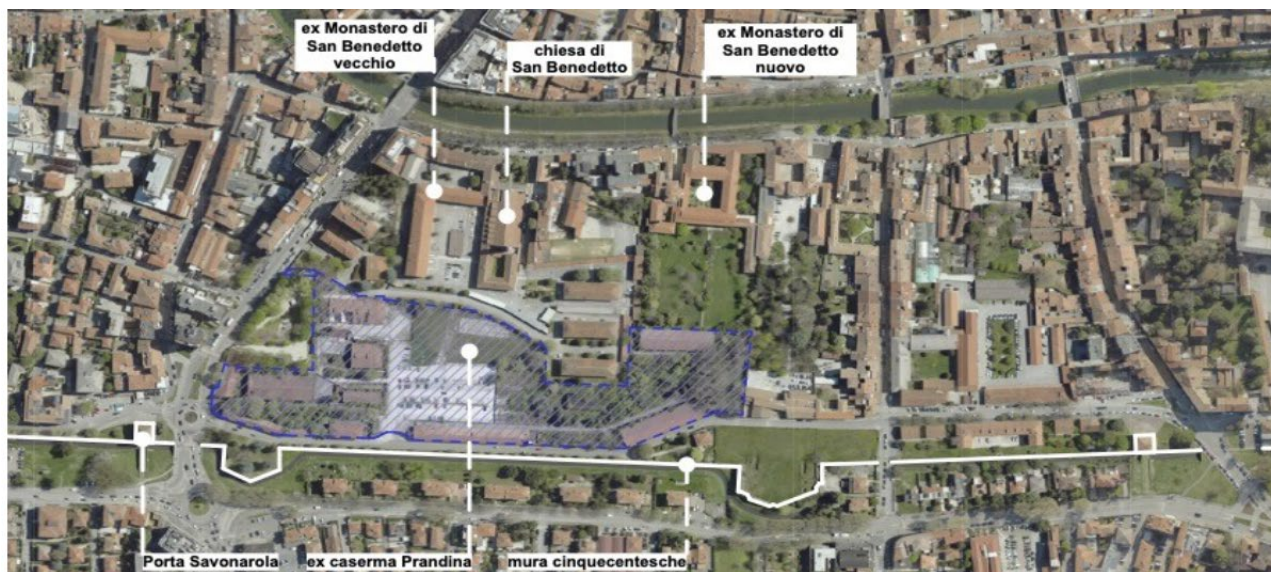 ex Monastero di
San Benedetto
vecchio
chiesa di
San Benedetto
ex Monastero di
San Benedetto
nuovo
Porta Savonarola
ex caserma Prandina
mura cinquecentesche